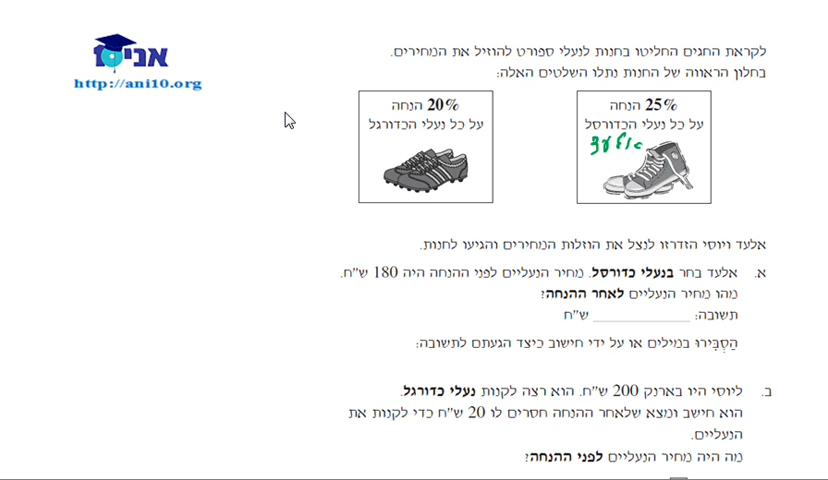 אני10
http://ani10.org
לקראת החגים החליטו בחנות לנעלי ספורט להוזיל את המחירים.
בחלון הראווה של החנות נתלו השלטים האלה:
25% הנחה
על כל נעלי הכדורסל
אלעד
20% הנחה
על כל נעלי הכדורגל
אלעד ויוסי הזדרזו לנצל את הוזלות המחירים והגיעו לחנות.
א. אלעד בחר בנעלי כדורסל. מחיר הנעליים לפני ההנחה היה 180 ש"ח.
מהו מחיר הנעליים לאחר ההנחה?
תשובה: ____________ ש"ח
הַסְבִּירוּ במילים או על ידי חישוב כיצד הגעתם לתשובה:
ב. ליוסי היו בארנק 200 ש"ח. הוא רצה לקנות נעלי כדורגל.
הוא חישב ומצא שלאחר ההנחה חסרים לו 20 ש"ח כדי לקנות את
הנעליים.
מה היה מחיר הנעליים לפני ההנחה?